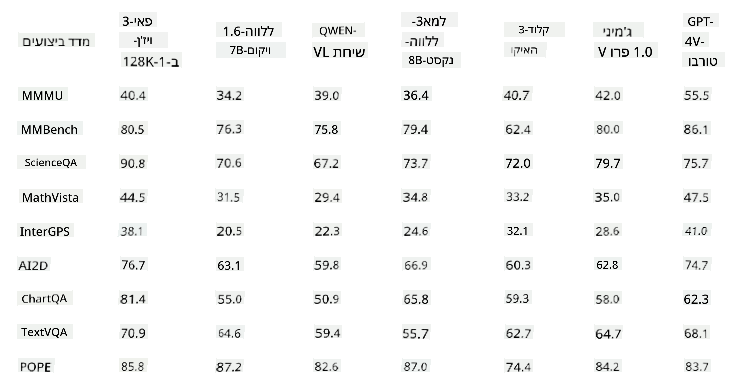 מדד ביצועים
פאי-3
-ויז'ן
ב-1-128K
ללווה-1.6
ויקום-7B
QWEN-
VL שיחת
למא3-
-ללווה
נקסט-8B
קלוד-3
האיקו
ג'מיני
1.0 פרו V
GPT-
4V-
טורבו
MMMU 40.4 34.2 39.0 36.4 40.7 42.0 55.5
MMBench 80.5 76.3 75.8 79.4 62.4 80.0 86.1
ScienceQA 90.8 70.6 67.2 73.7 72.0 79.7 75.7
MathVista 44.5 31.5 29.4 34.8 33.2 35.0 47.5
InterGPS 38.1 20.5 22.3 24.6 32.1 28.6 41.0
AI2D 76.7 63.1 59.8 66.9 60.3 62.8 74.7
ChartQA 81.4 55.0 50.9 65.8 59.3 58.0 62.3
TextVQA 70.9 64.6 59.4 55.7 62.7 64.7 68.1
POPE 85.8 87.2 82.6 87.0 74.4 84.2 83.7